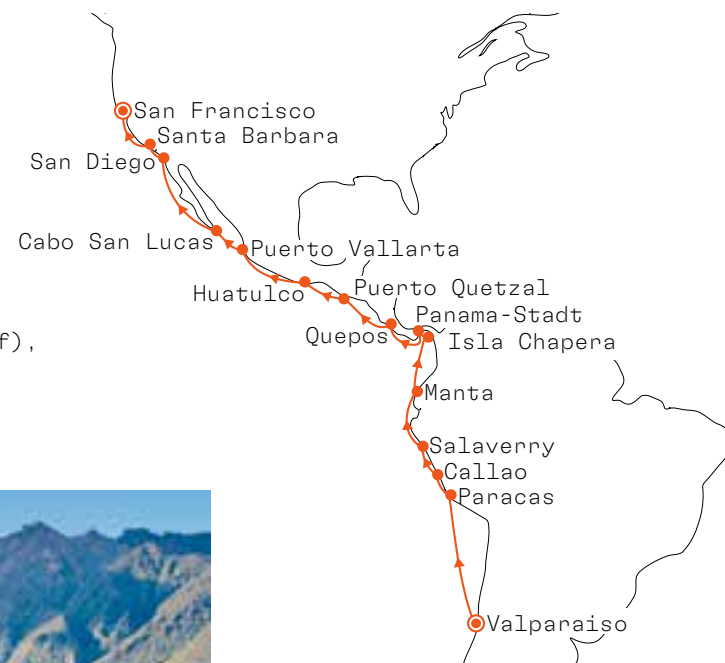 San Francisco
Santa Barbara
San Diego
Cabo San Lucas
Puerto Vallarta
Huatulco
Puerto Quetzal
Panama-Stadt
Quepos
Isla Chapera
f),
Manta
Salaverry
Callao
Paracas
Valparaiso